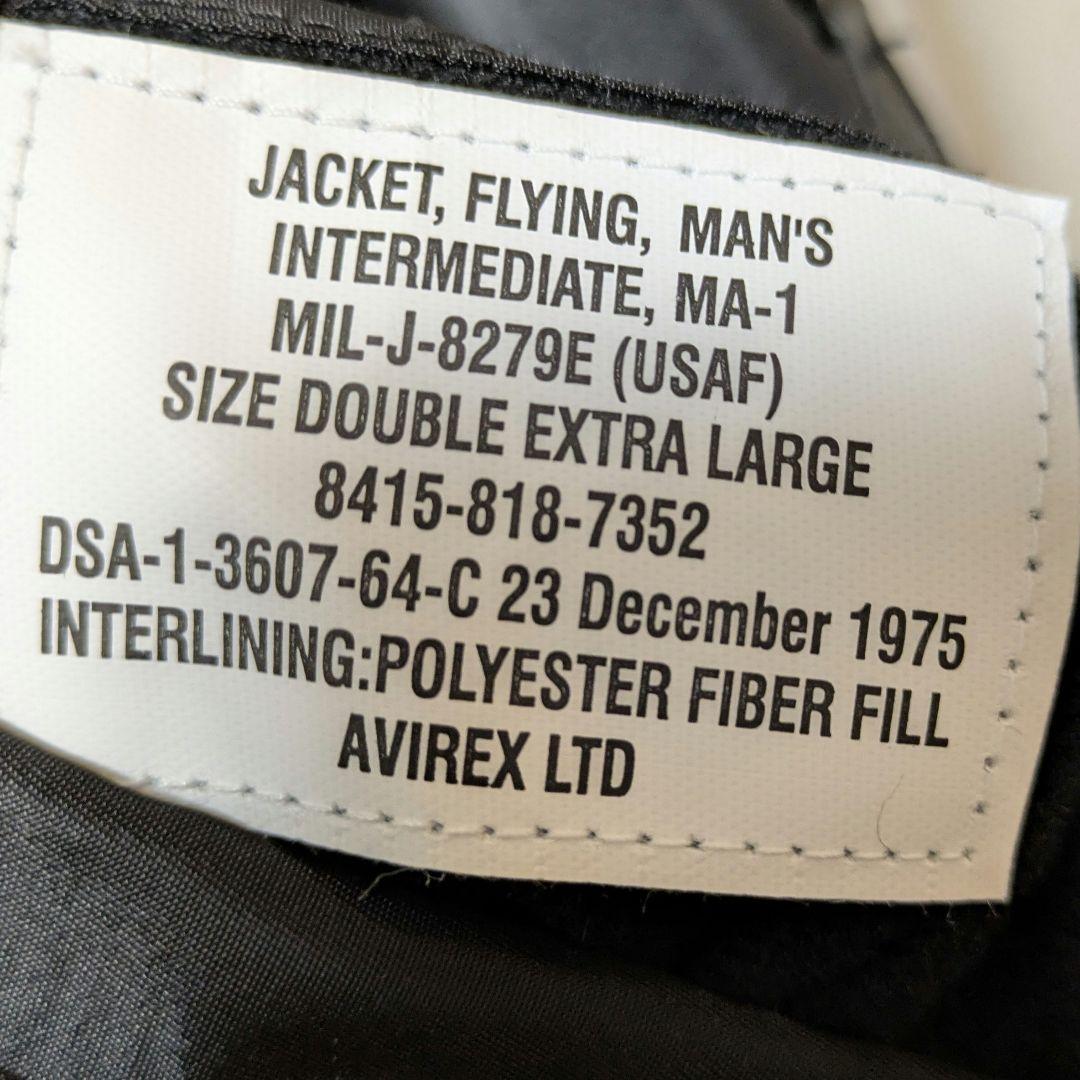 JACKET, FLYING, MAN'S
INTERMEDIATE, MA-1
MIL-J-8279E (USAF)
SIZE DOUBLE EXTRA LARGE
8415-818-7352
DSA-1-3607-64-C 23 December 1975
INTERLINING:POLYESTER FIBER FILL
AVIREX LTD